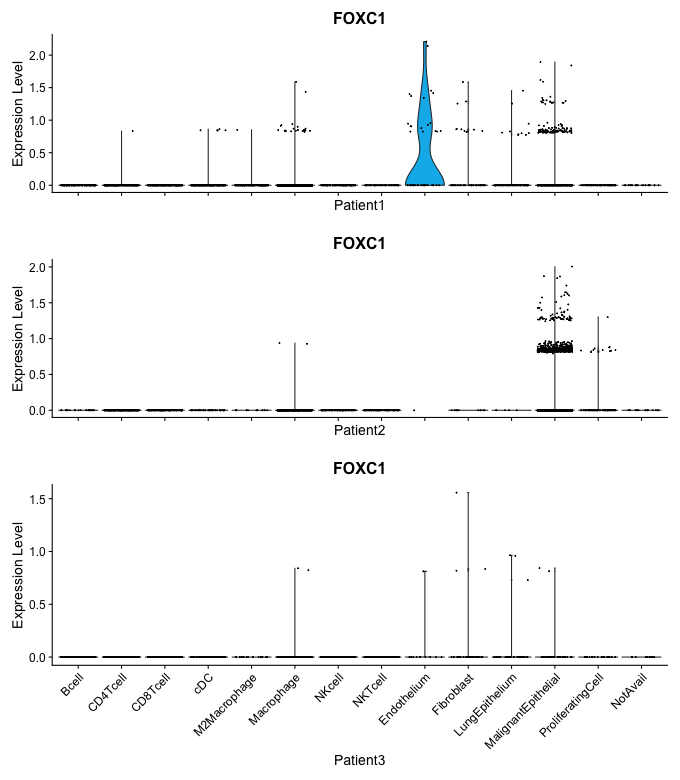 FOXC1
Expression Level
2.0
1.5
1.0
0.5
0.0
Patient1
FOXC1
Expression Level
2.0
1.5
1.0
0.5
0.0
Patient2
FOXC1
Expression Level
1.5
1.0
0.5
0.0
Bcell
CD4Tcell
CD8Tcell
cDC
M2Macrophage
Macrophage
NKcell
NKTcell
Endothelium
Fibroblast
LungEpithelium
MalignantEpithelial
ProliferatingCell
NotAvail
Patient3